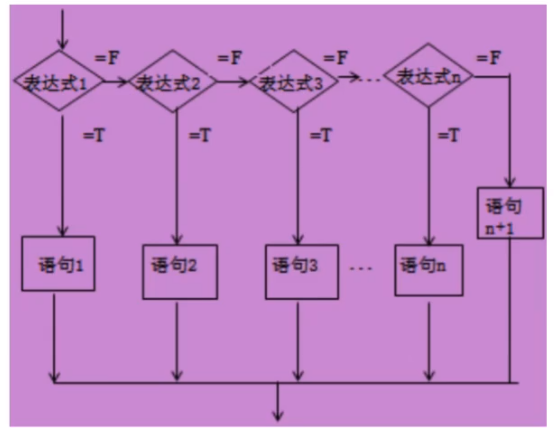 =F
=F
=F
=F
表达式1
表达式2
表达式3
...
表达式n
=T
=T
=T
=T
语句
n+1
语句1
语句2
语句3
...
语句n